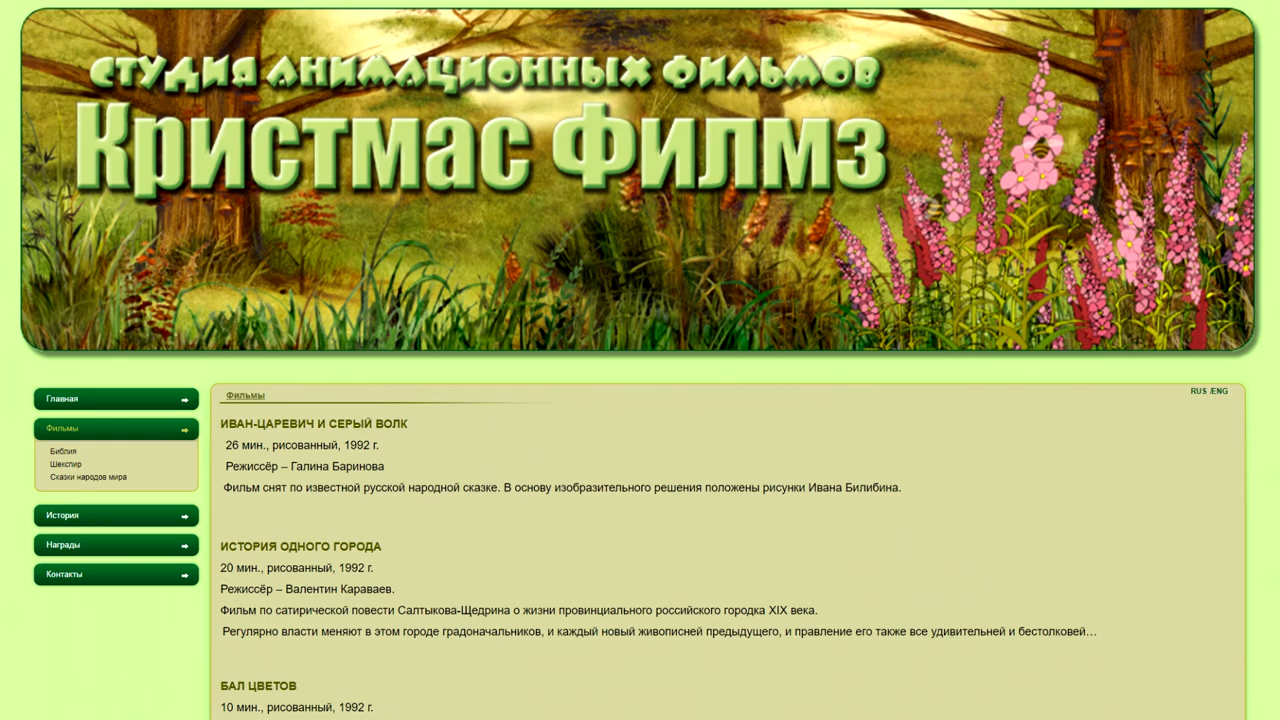 студия анимационных фильмов
Кристмас Филмз
Главная
Фильмы
Библия
Шекспир
Сказки народов мира
История
Награды
Контакты
Фильмы
RUS /ENG
ИВАН-ЦАРЕВИЧ И СЕРЫЙ ВОЛК
26 мин., рисованный, 1992 г.
Режиссёр – Галина Баринова
Фильм снят по известной русской народной сказке. В основу изобразительного решения положены рисунки Ивана Билибина.
ИСТОРИЯ ОДНОГО ГОРОДА
20 мин., рисованный, 1992 г.
Режиссёр – Валентин Караваев.
Фильм по сатирической повести Салтыкова-Щедрина о жизни провинциального российского городка XIX века.
Регулярно власти меняют в этом городе градоначальников, и каждый новый живописней предыдущего, и правление его также все удивительней и бестолковей…
БАЛ ЦВЕТОВ
10 мин., рисованный, 1992 г.